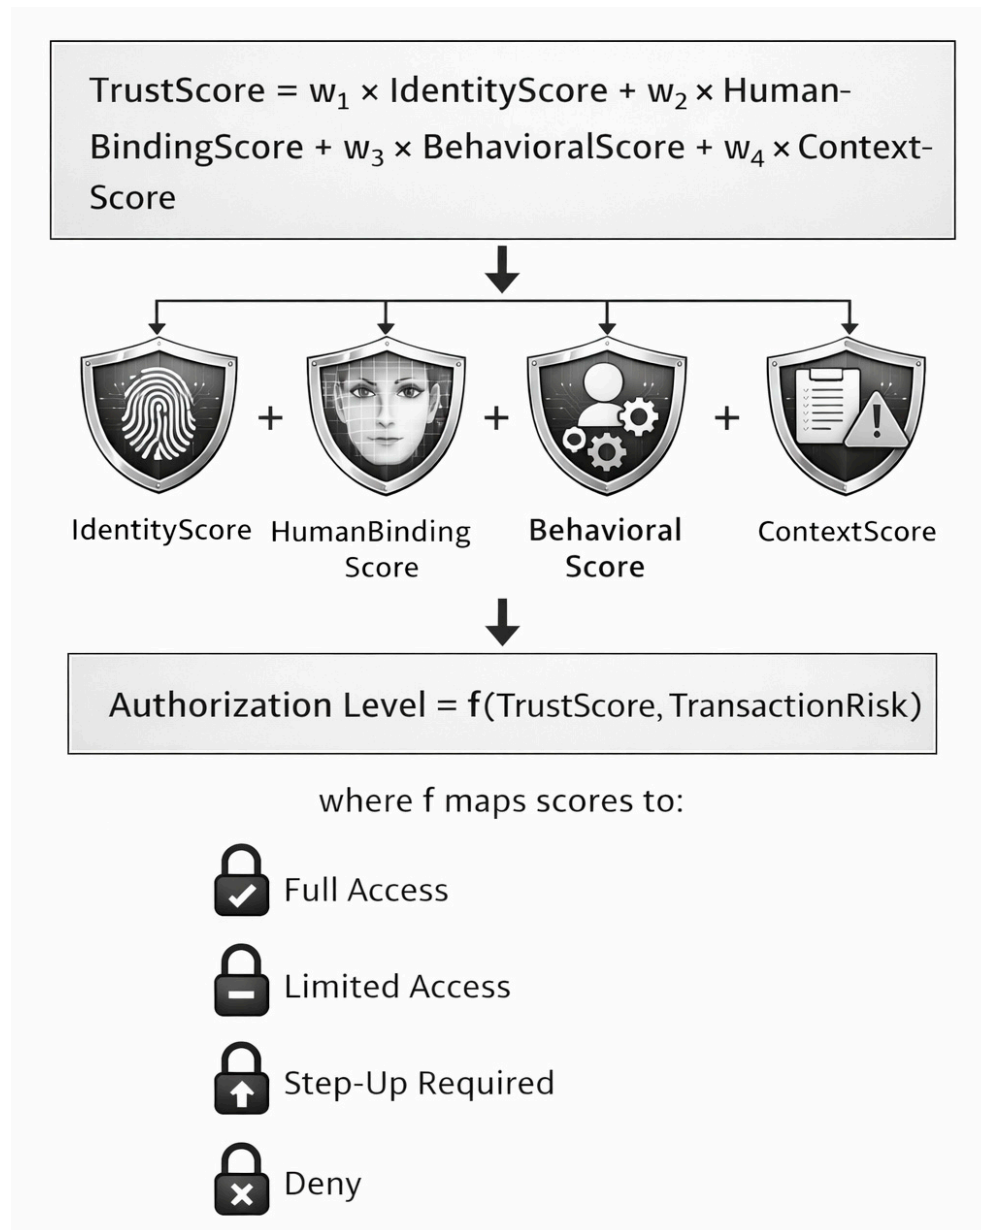 TrustScore = w₁ × IdentityScore + w₂ × Human-
BindingScore + w₃ × BehavioralScore + w₄ × Context-
Score
+ + +
IdentityScore
HumanBinding
Score
Behavioral
Score
ContextScore
Authorization Level = f(TrustScore, TransactionRisk)
where f maps scores to:
Full Access
Limited Access
Step-Up Required
Deny